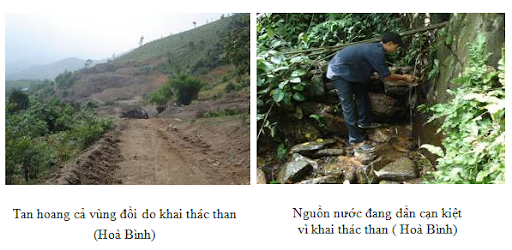 Tan hoang cả vùng đồi do khai thác than
(Hoà Bình)
Nguồn nước đang dần cạn kiệt
vì khai thác than ( Hoà Bình)